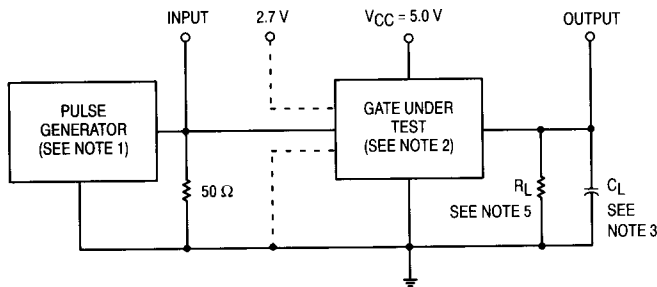 INPUT
2.7 V
VCC = 5.0 V
OUTPUT
PULSE
GENERATOR
(SEE NOTE 1)
GATE UNDER
TEST
(SEE NOTE 2)
50 Ω
RL
SEE NOTE 5
CL
SEE
NOTE 3